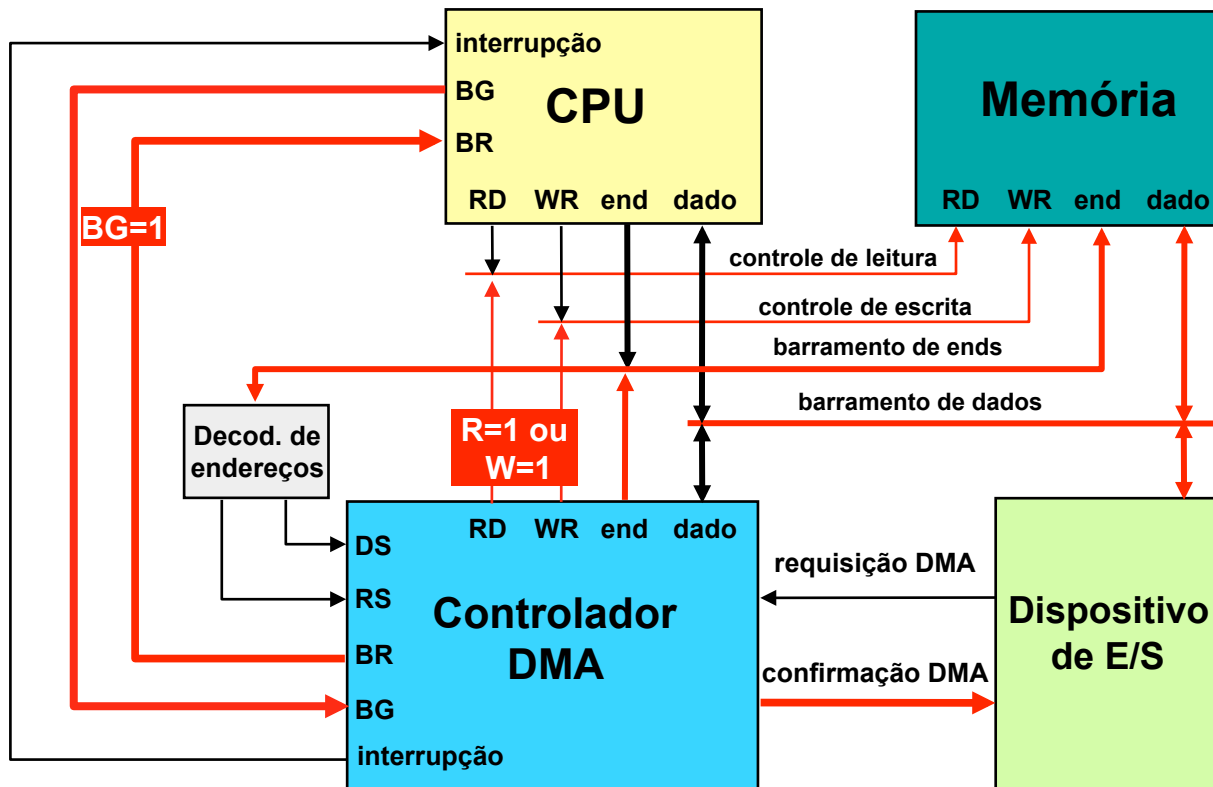 interrupção
BG
CPU
BR
RD WR end dado
Memória
RD WR end dado
BG=1
controle de leitura
controle de escrita
barramento de ends
barramento de dados
Decod. de
endereços
R=1 ou
W=1
RD WR end dado
DS
RS
BR
BG
interrupção
Controlador
DMA
requisição DMA
confirmação DMA
Dispositivo
de E/S